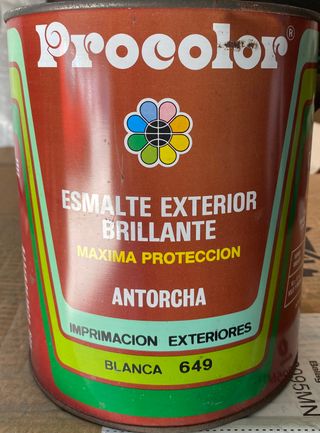 Procolor®
ESMALTE EXTERIOR
BRILLANTE
MAXIMA PROTECCION
ANTORCHA
IMPRIMACION EXTERIORES
BLANCA 649